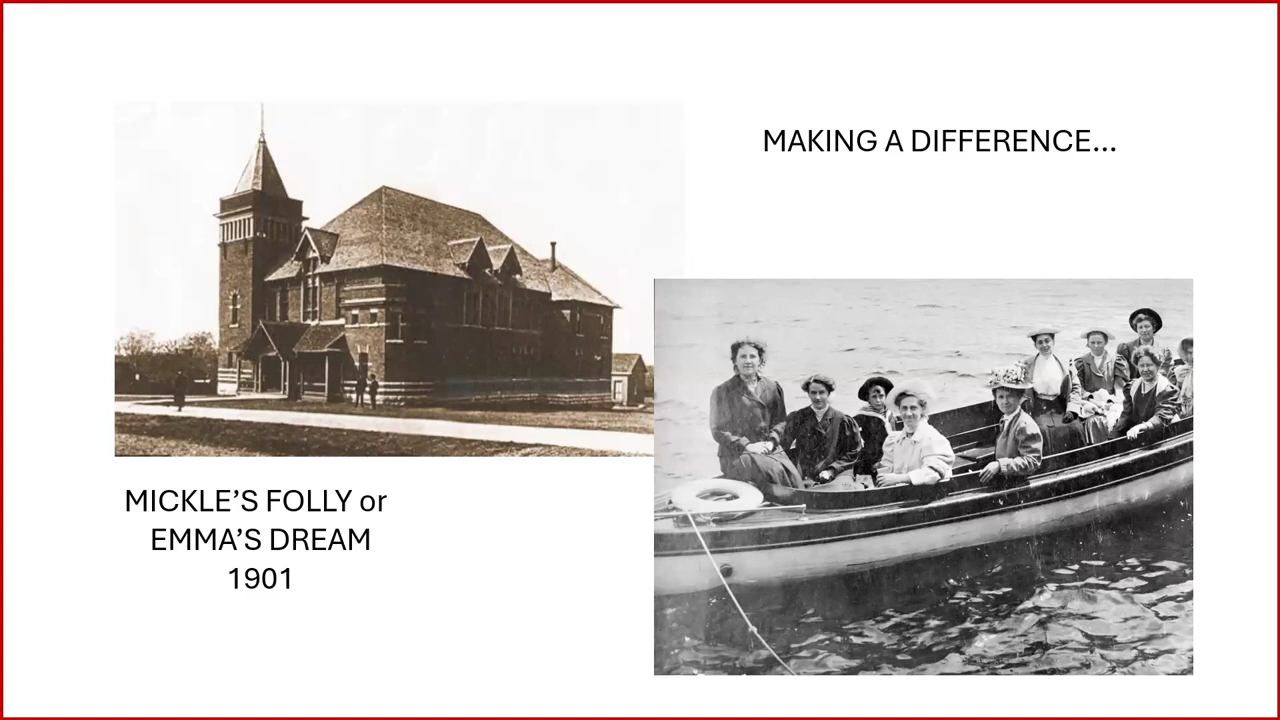 MAKING A DIFFERENCE...
MICKLE’S FOLLY or
EMMA’S DREAM
1901